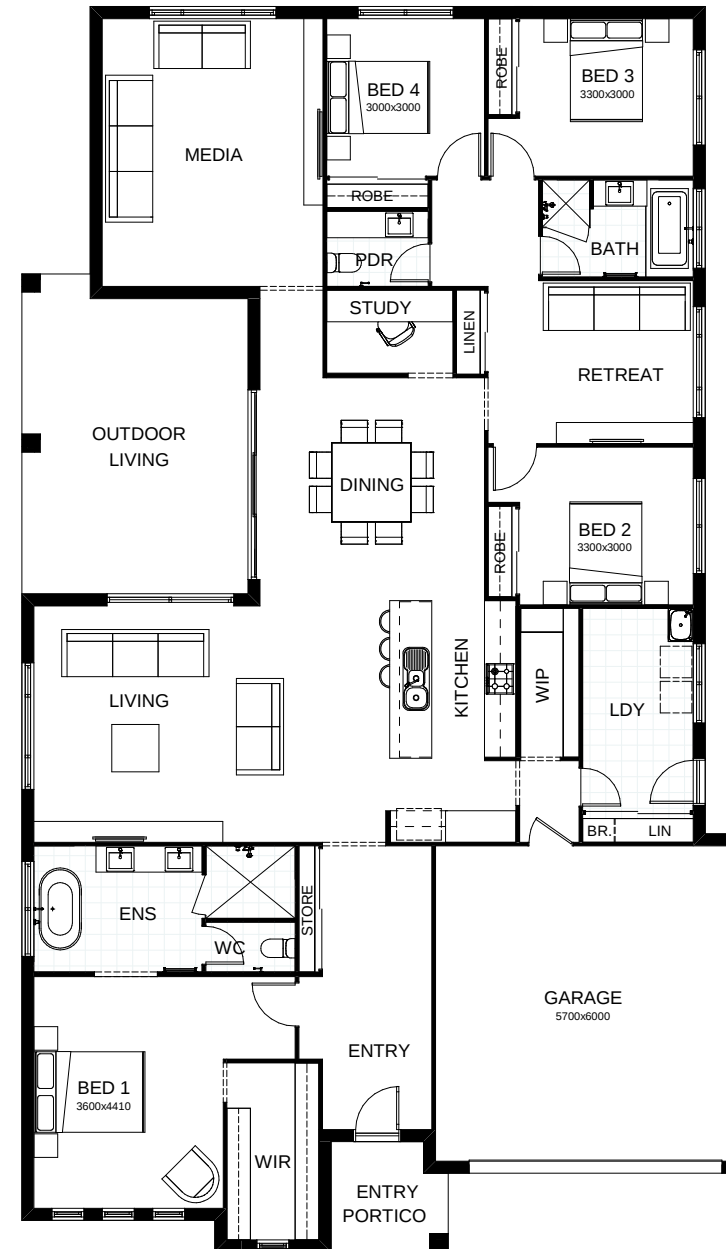 BED 4
3000x3000
ROBE
BED 3
3300x3000
MEDIA
ROBE
BATH
PDR
STUDY
LINEN
RETREAT
OUTDOOR
LIVING
DINING
BED 2
3300x3000
ROBE
LIVING
KITCHEN
WIP
LDY
BR.
LIN
ENS
STORE
WC
GARAGE
5700x6000
ENTRY
BED 1
3600x4410
WIR
ENTRY
PORTICO